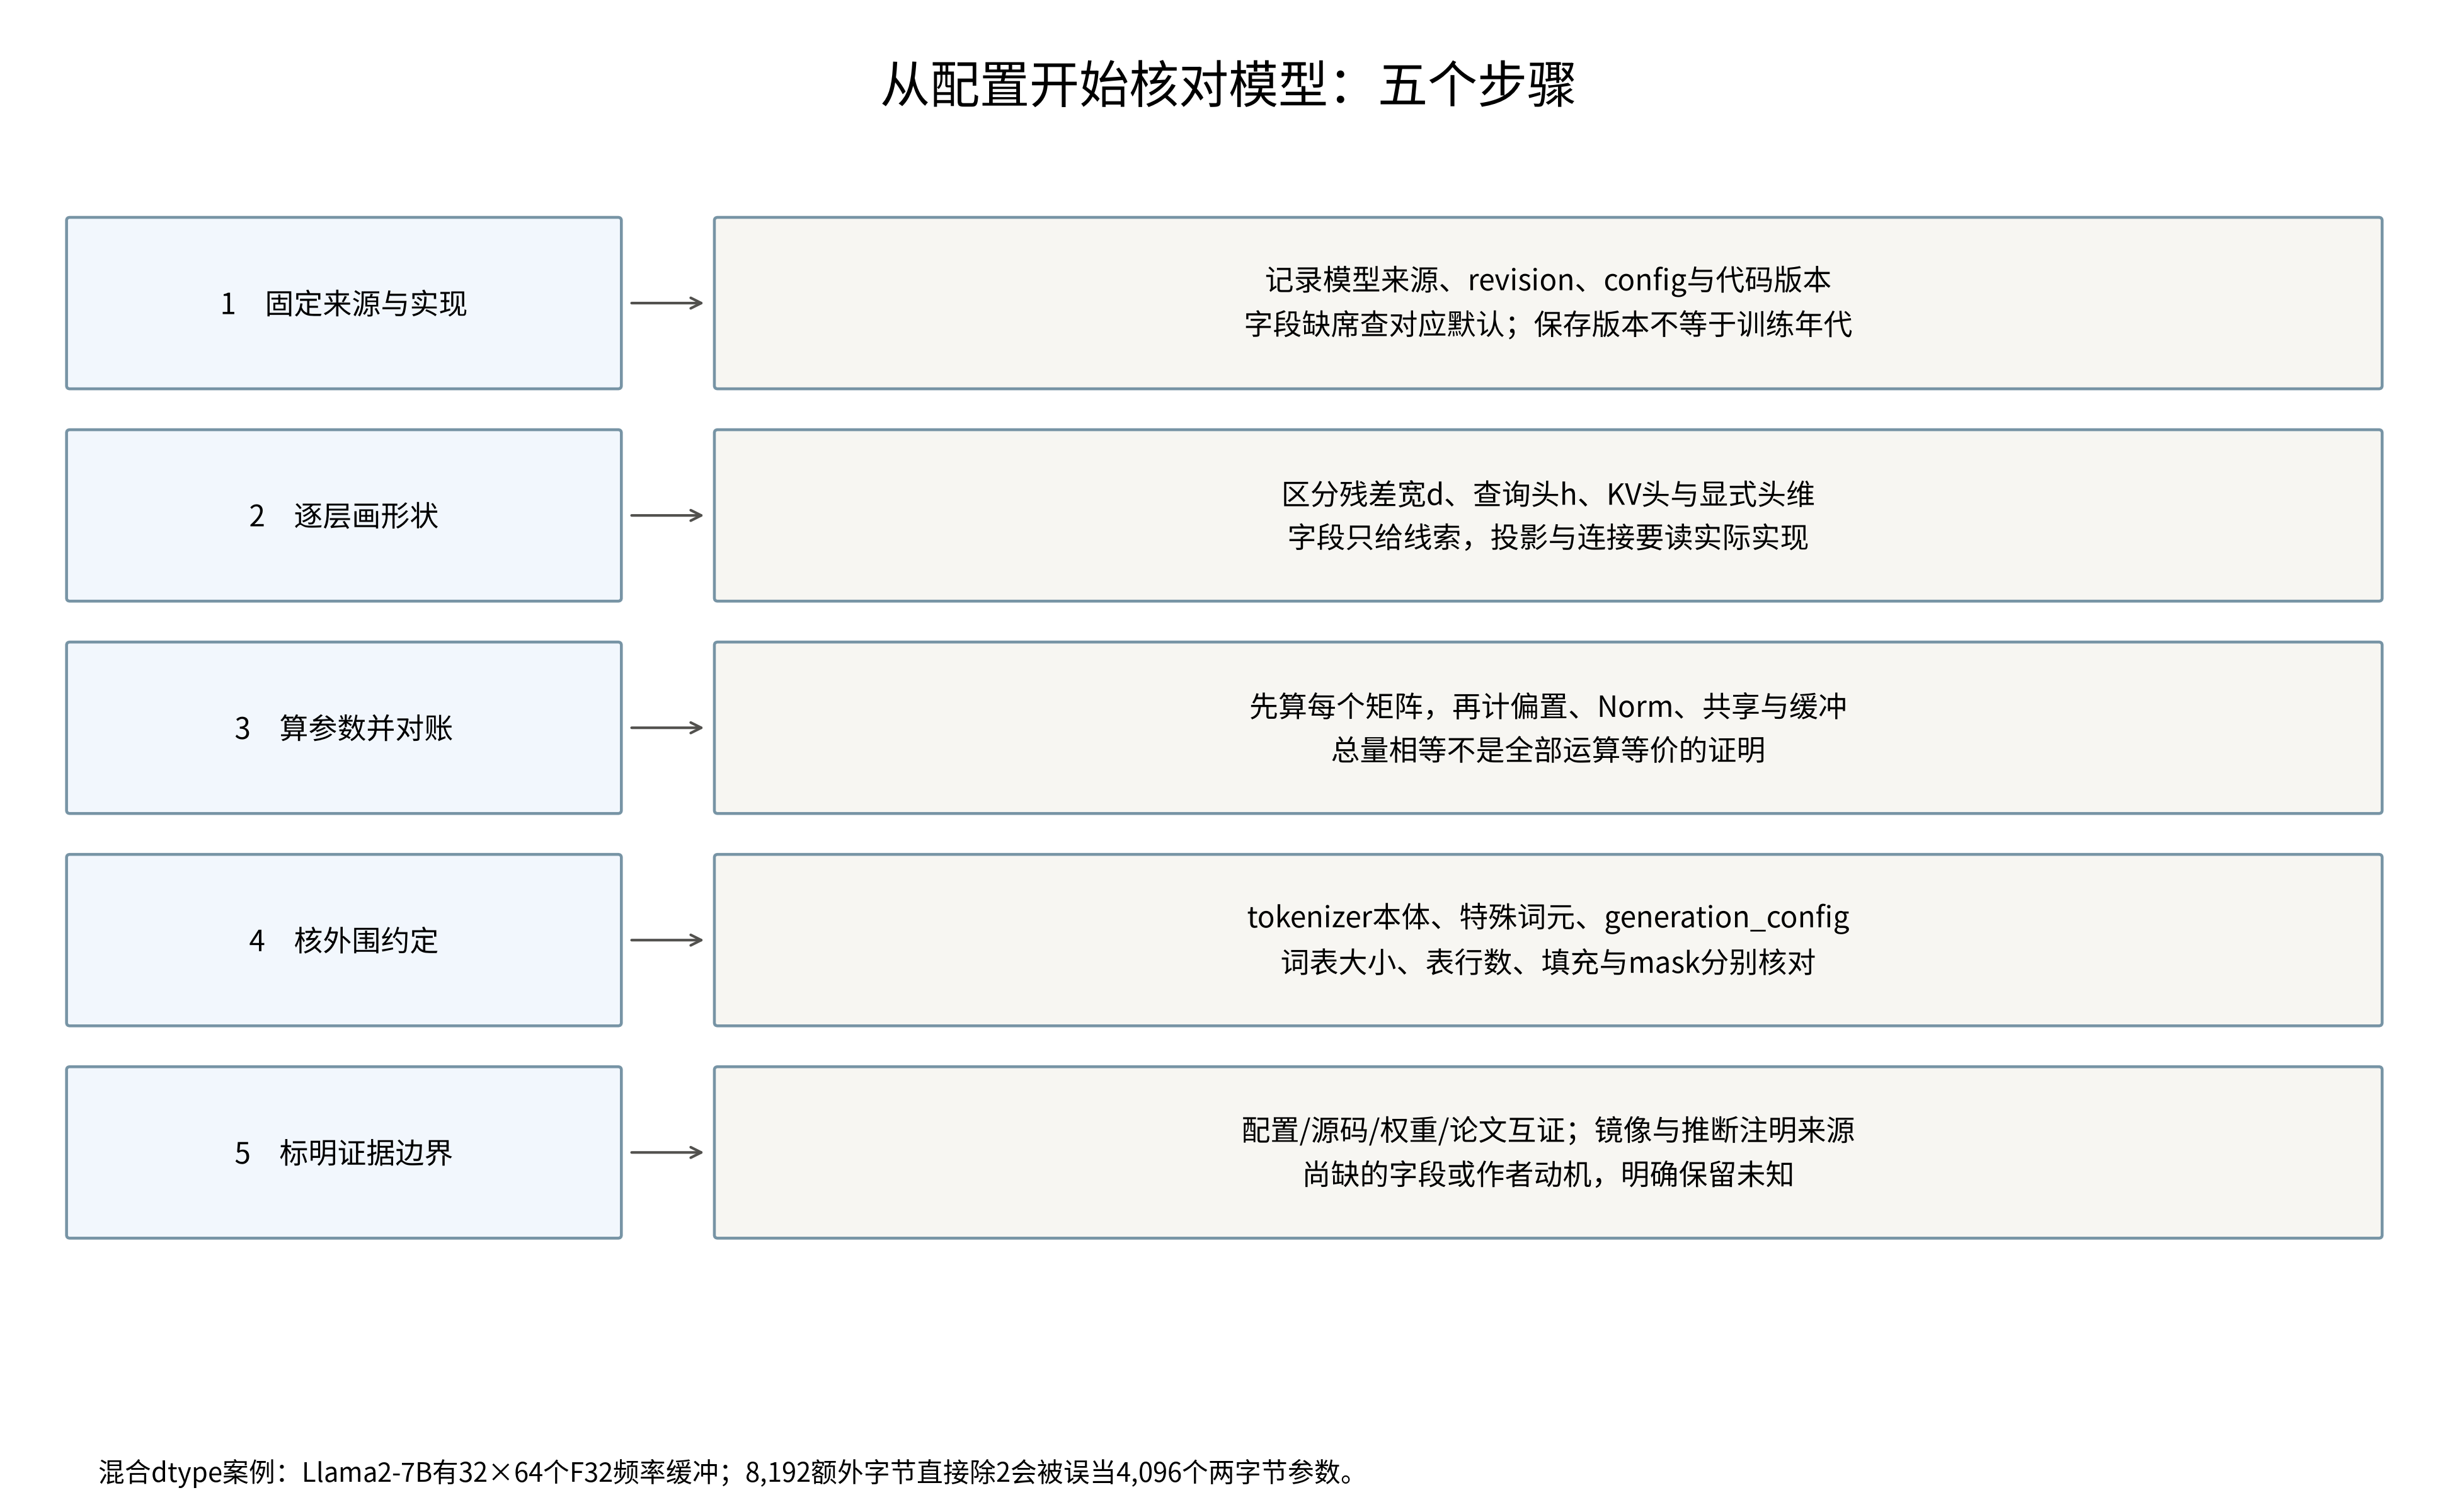 从配置开始核对模型：五个步骤
1 固定来源与实现
记录模型来源、revision、config与代码版本
字段缺席查对应默认；保存版本不等于训练年代
2 逐层画形状
区分残差宽d、查询头h、KV头与显式头维
字段只给线索，投影与连接要读实际实现
3 算参数并对账
先算每个矩阵，再计偏置、Norm、共享与缓冲
总量相等不是全部运算等价的证明
4 核外围约定
tokenizer本体、特殊词元、generation_config
词表大小、表行数、填充与mask分别核对
5 标明证据边界
配置/源码/权重/论文互证；镜像与推断注明来源
尚缺的字段或作者动机，明确保留未知
混合dtype案例：Llama2-7B有32×64个F32频率缓冲；8,192额外字节直接除2会被误当4,096个两字节参数。